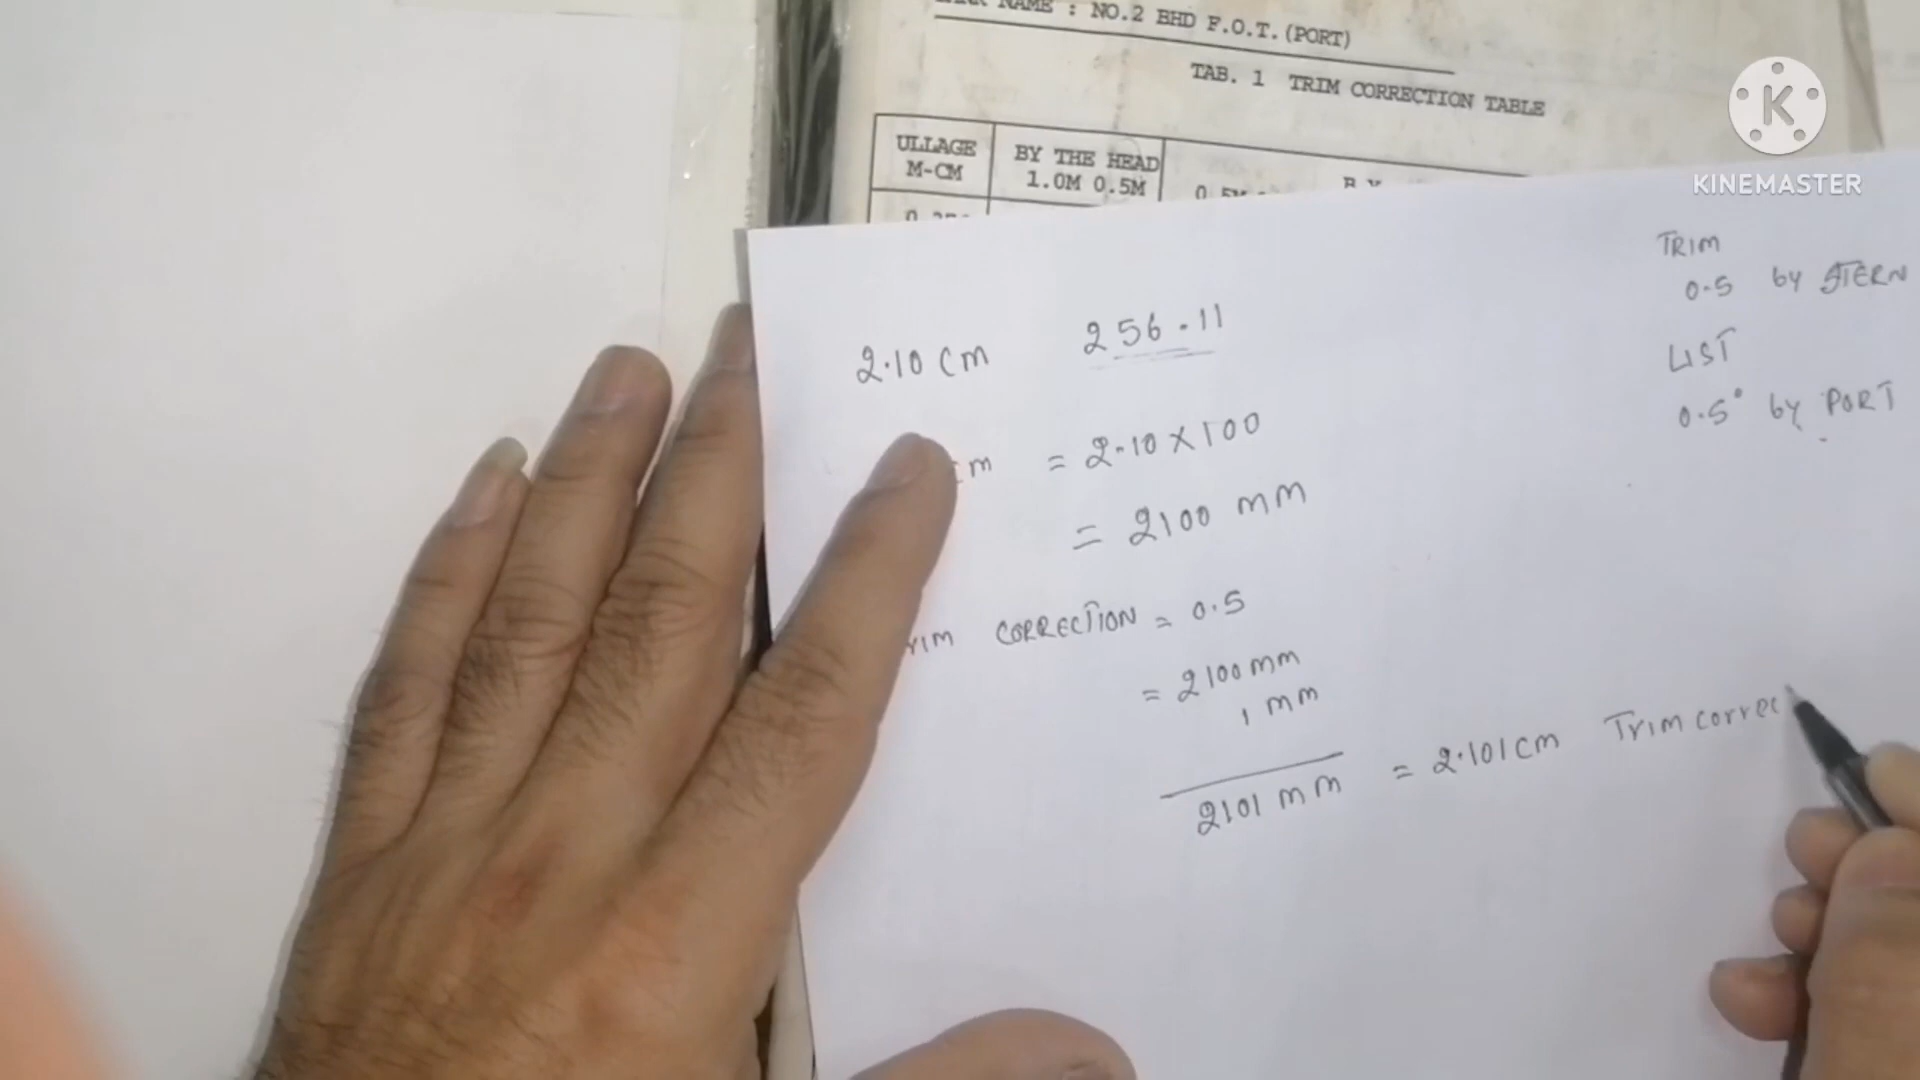 NAME : NO.2 BHD F.O.T.(PORT)
TAB. 1 TRIM CORRECTION TABLE
ULLAGE
M-CM
BY THE HEAD
1.0M 0.5M
KINEMASTER
TRIM
0.5 by STERN
LIST
0.5° by PORT
2.10 cm 256.11
m = 2.10 x 100
= 2100 mm
rim CORRECTION = 0.5
= 2100 mm
1 mm
2101 mm = 2.101 cm Trim correc